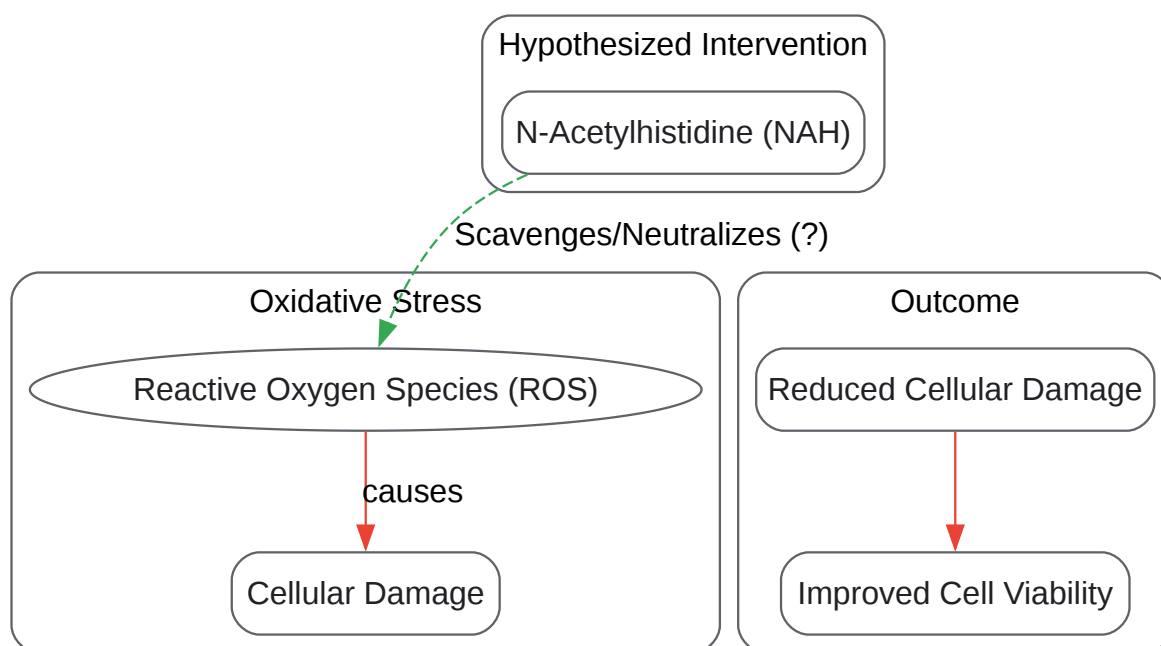 Hypothesized Intervention
N-Acetylhistidine (NAH)
Scavenges/Neutralizes (?)
Oxidative Stress
Reactive Oxygen Species (ROS)
causes
Cellular Damage
Outcome
Reduced Cellular Damage
Improved Cell Viability